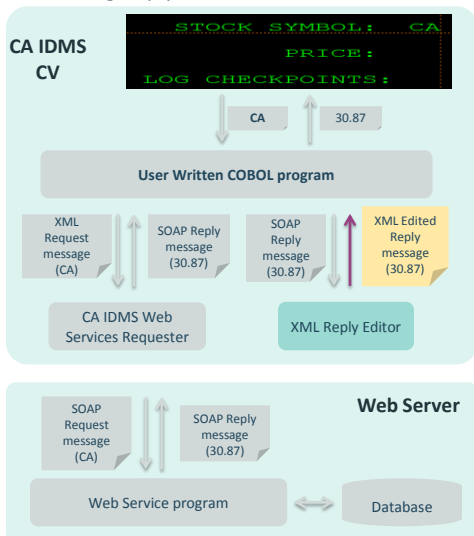 CA IDMS
CV
STOCK SYMBOL: CA
PRICE:
LOG CHECKPOINTS:
CA
30.87
User Written COBOL program
XML
Request
message
(CA)
SOAP Reply
message
(30.87)
SOAP
Reply
message
(30.87)
XML Edited
Reply
message
(30.87)
CA IDMS Web
Services Requester
XML Reply Editor
Web Server
SOAP
Request
message
(CA)
SOAP Reply
message
(30.87)
Web Service program
Database